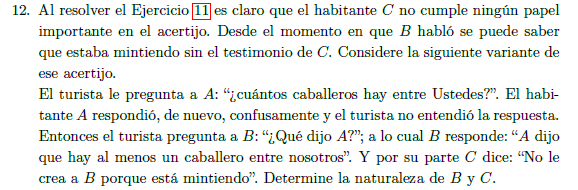 12. Al resolver el Ejercicio 11 es claro que el habitante C no cumple ningún papel
importante en el acertijo. Desde el momento en que B habló se puede saber
que estaba mintiendo sin el testimonio de C. Considere la siguiente variante de
ese acertijo.
El turista le pregunta a A: “¿cuántos caballeros hay entre Ustedes?”. El habi-
tante A respondió, de nuevo, confusamente y el turista no entendió la respuesta.
Entonces el turista pregunta a B: “¿Qué dijo A?”; a lo cual B responde: “A dijo
que hay al menos un caballero entre nosotros”. Y por su parte C dice: “No le
crea a B porque está mintiendo”. Determine la naturaleza de B y C.